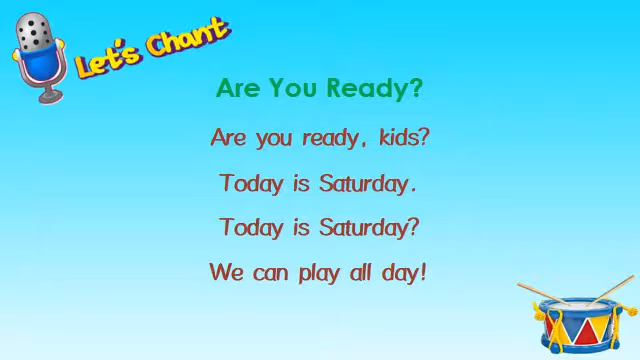 Let's Chant
Are You Ready?
Are you ready, kids?
Today is Saturday.
Today is Saturday?
We can play all day!